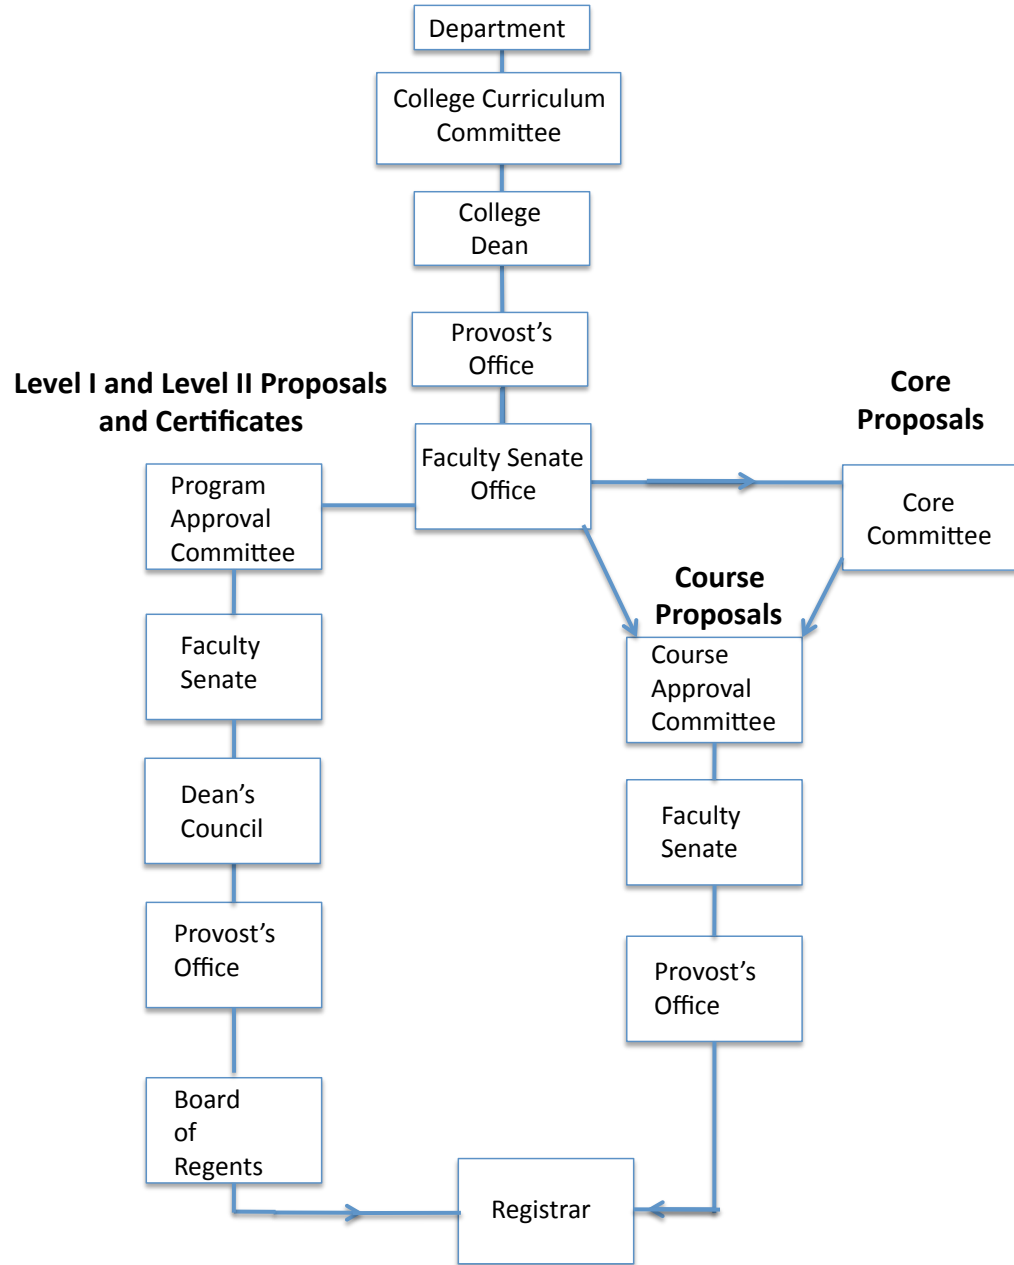 Department
College Curriculum
Committee
College
Dean
Provost’s
Office
Level I and Level II Proposals
and Certificates
Core
Proposals
Faculty Senate
Office
Program
Approval
Committee
Core
Committee
Course
Proposals
Faculty
Senate
Course
Approval
Committee
Dean’s
Council
Faculty
Senate
Provost’s
Office
Provost’s
Office
Board
of
Regents
Registrar